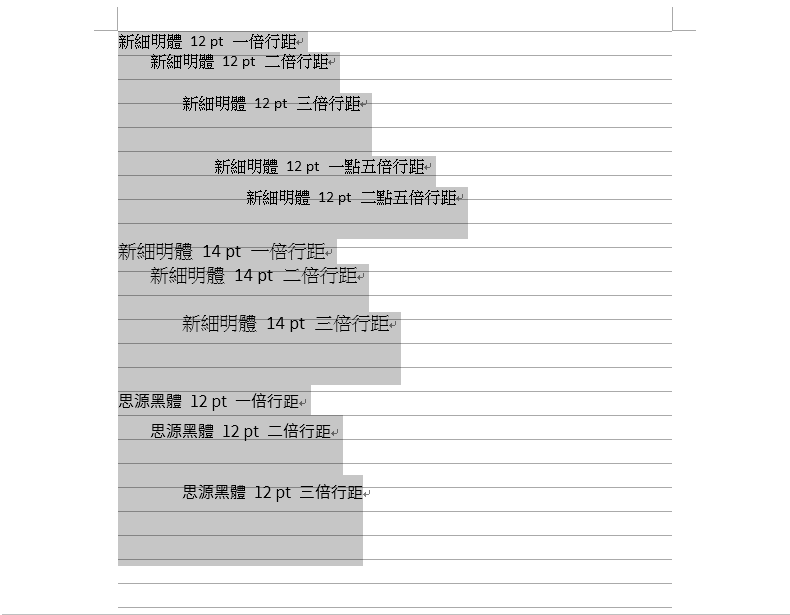 新細明體 12 pt 一倍行距
新細明體 12 pt 二倍行距
新細明體 12 pt 三倍行距
新細明體 12 pt 一點五倍行距
新細明體 12 pt 二點五倍行距
新細明體 14 pt 一倍行距
新細明體 14 pt 二倍行距
新細明體 14 pt 三倍行距
思源黑體 12 pt 一倍行距
思源黑體 12 pt 二倍行距
思源黑體 12 pt 三倍行距